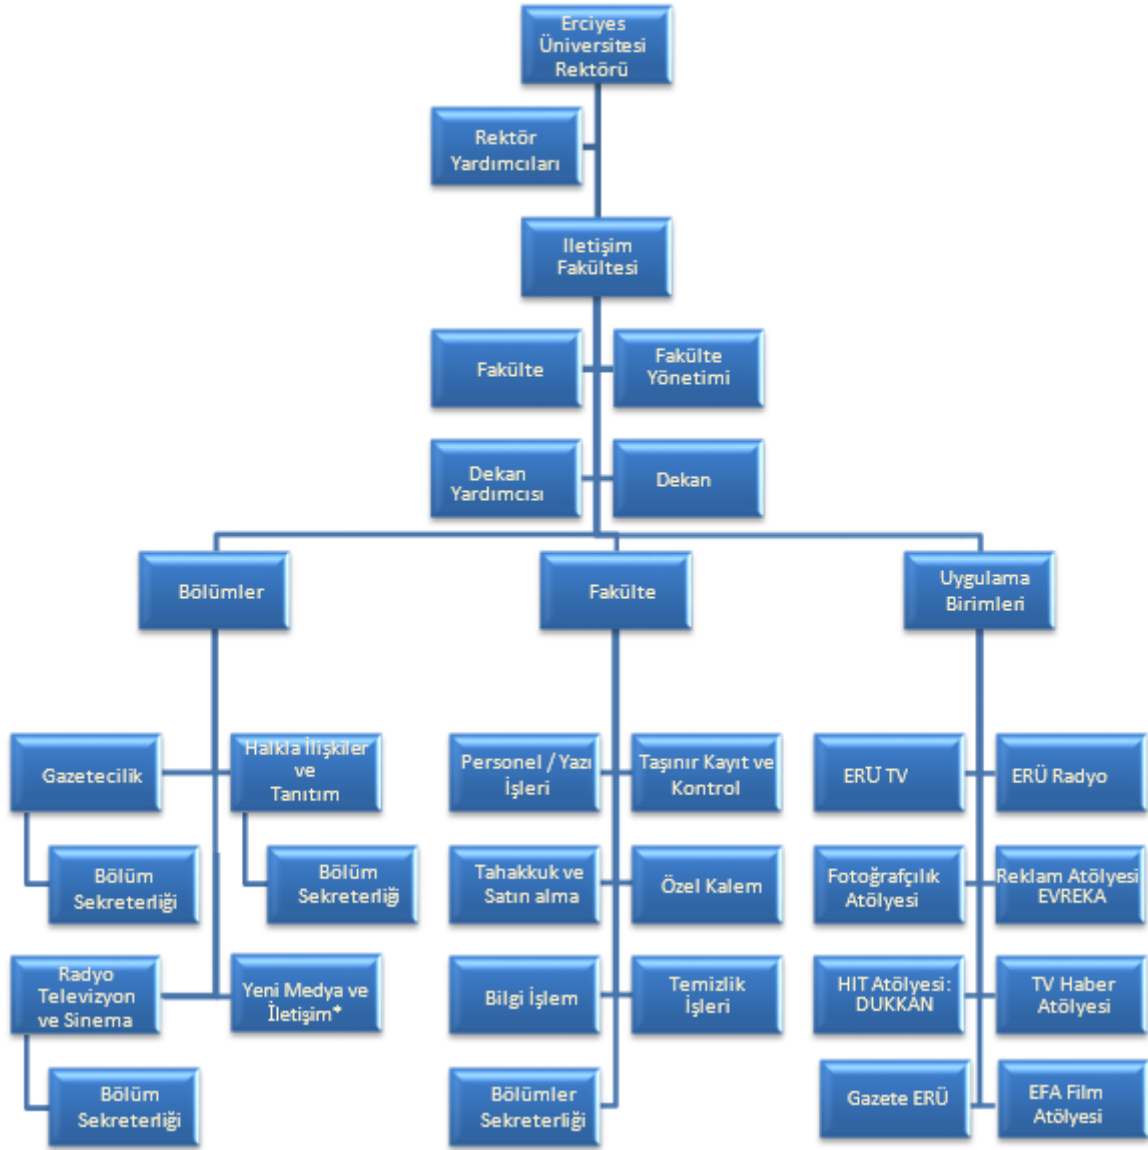 Erciyes
Üniversitesi
Rektörü
Rektör
Yardımcıları
Iletişim
Fakültesi
Fakülte
Fakülte
Yönetimi
Dekan
Yardımcısı
Dekan
Bölümler
Fakülte
Uygulama
Birimleri
Gazetecilik
Halkla İlişkiler
ve
Tanıtım
Personel / Yazı
İşleri
Taşınır Kayıt ve
Kontrol
ERÜ TV
ERÜ Radyo
Bölüm
Sekreterliği
Bölüm
Sekreterliği
Tahakkuk ve
Satın alma
Özel Kalem
Fotoğrafçılık
Atölyesi
Reklam Atölyesi
EVREKA
Radyo
Televizyon
ve Sinema
Yeni Medya ve
İletişim*
Bilgi İşlem
Temizlik
İşleri
HIT Atölyesi:
DUKKAN
TV Haber
Atölyesi
Bölüm
Sekreterliği
Bölümler
Sekreterliği
Gazete ERÜ
EFA Film
Atölyesi